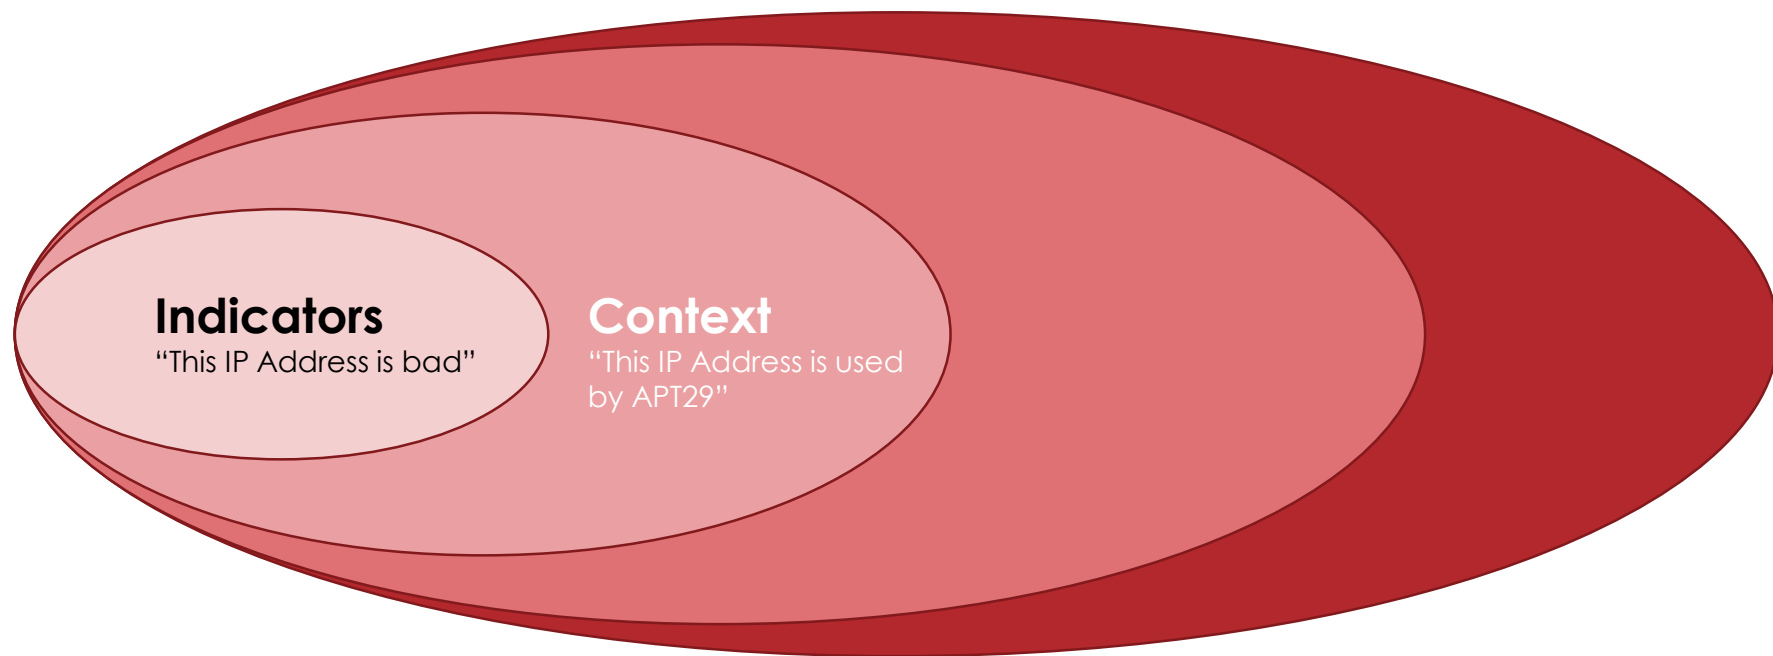 Indicators
“This IP Address is bad”
Context
“This IP Address is used
by APT29”